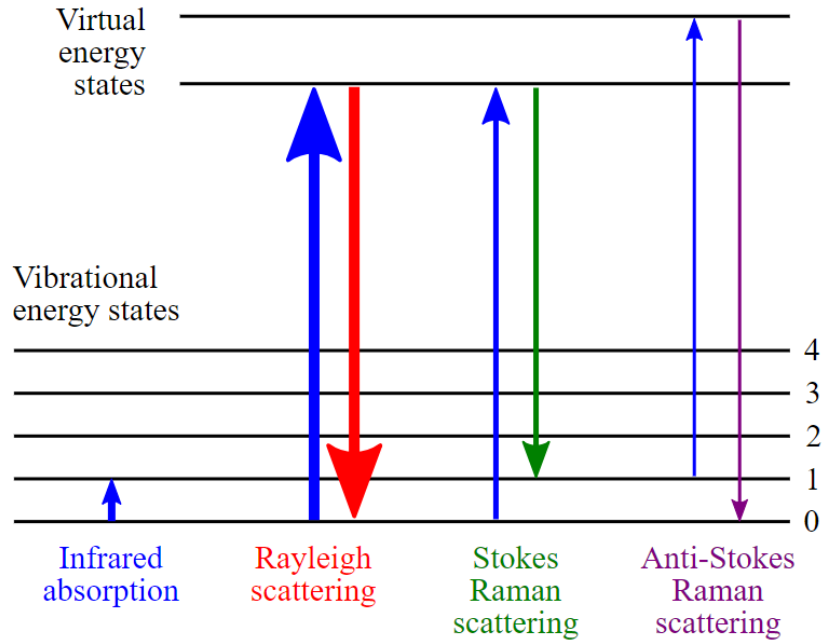 Virtual
energy
states
Vibrational
energy states
4
3
2
1
0
Infrared
absorption
Rayleigh
scattering
Stokes
Raman
scattering
Anti-Stokes
Raman
scattering